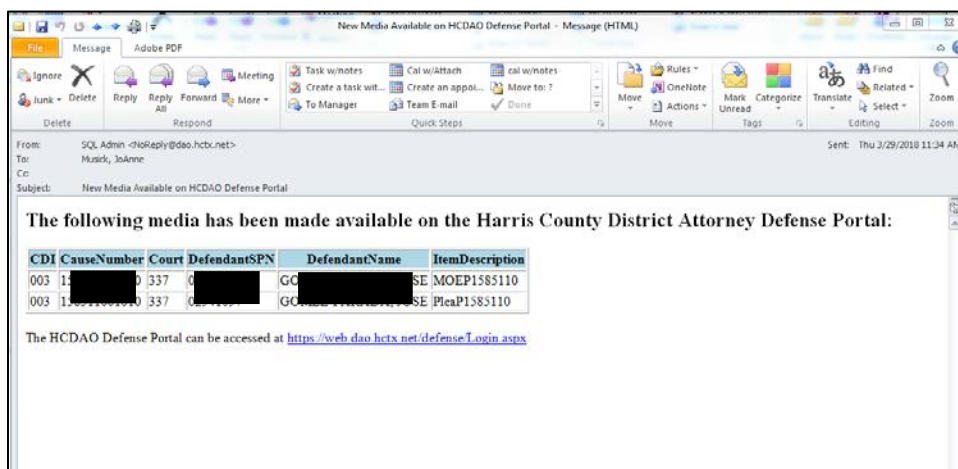 New Media Available on HCDAO Defense Portal - Message (HTML)
File Message Adobe PDF
Ignore
Junk Delete
Reply Reply All Forward
Meeting
More
Task w/notes Cal w/Attach cal w/notes
Create a task wit... Create an appoi... Move to: ?
To Manager Team E-mail Done
Move
Rules
OneNote
Actions
Mark Unread Categorize
Translate
Find
Related
Select
Zoom
Delete Respond Quick Steps Move Tags Editing Zoom
From: SQL Admin <NoReply@dao.hctx.net> Sent: Thu 3/29/2018 11:34 AM
To: Musick, JoAnne
Cc:
Subject: New Media Available on HCDAO Defense Portal
The following media has been made available on the Harris County District Attorney Defense Portal:
CDI CauseNumber Court DefendantSPN DefendantName ItemDescription
003 15 0 337 0 GO SE MOEP1585110
003 337 SE PleaP1585110
The HCDAO Defense Portal can be accessed at https://web.dao.hctx.net/defense/Login.aspx